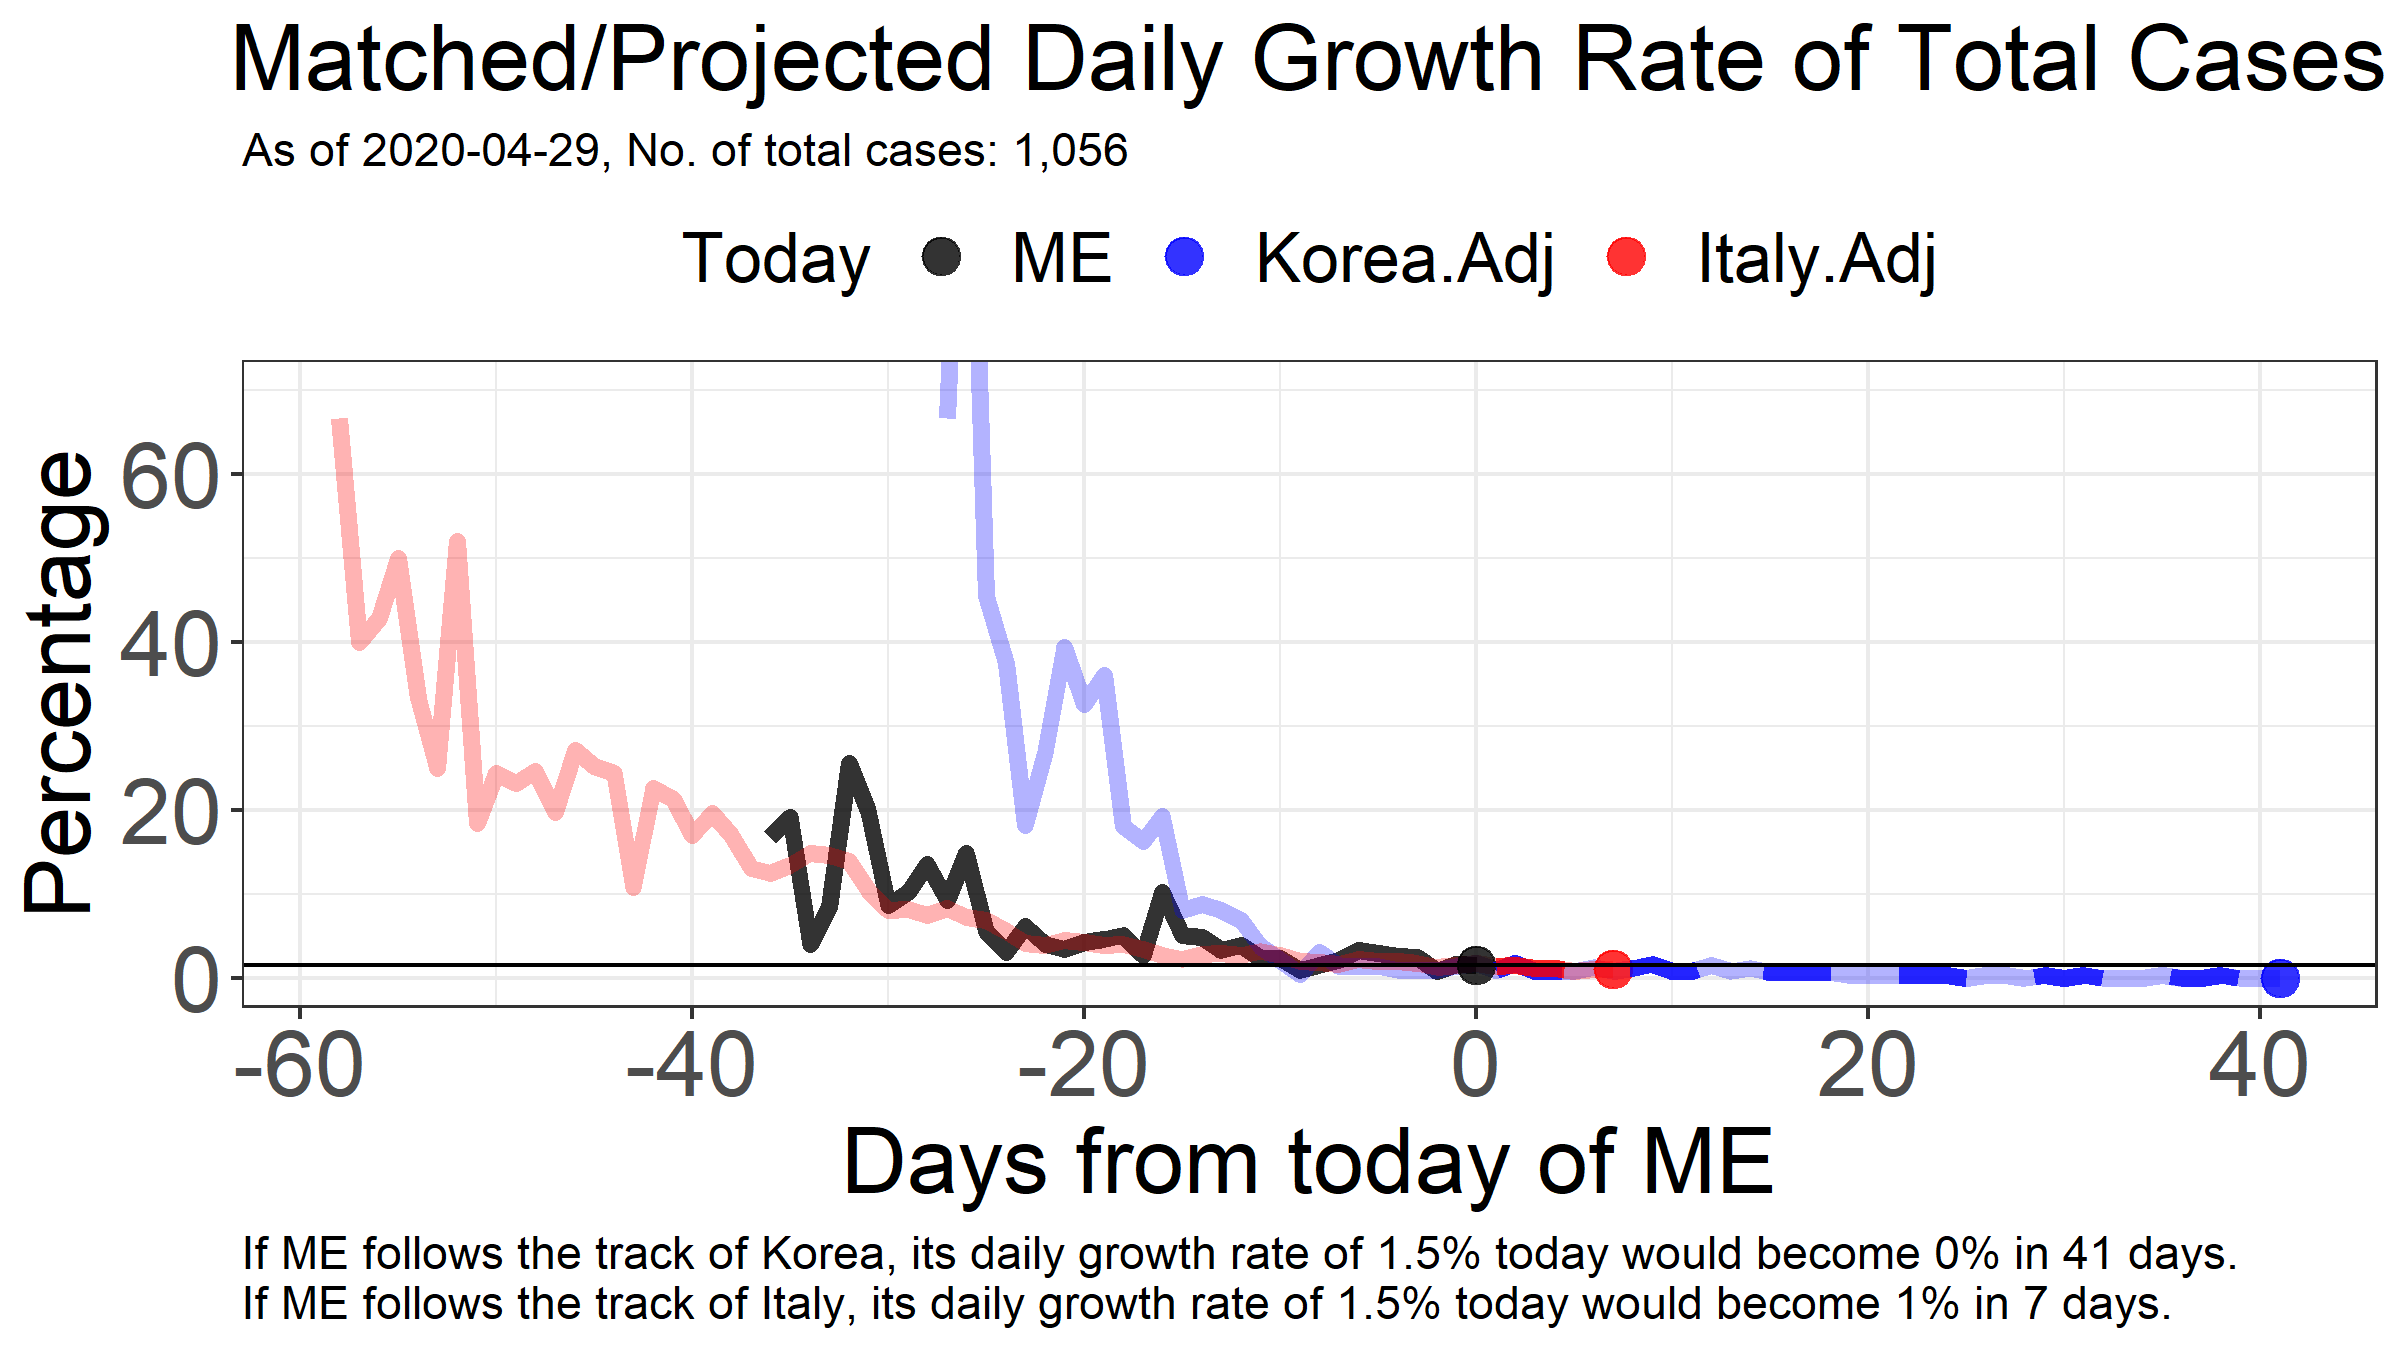 Matched/Projected Daily Growth Rate of Total Cases
As of 2020-04-29, No. of total cases: 1,056
Today ME Korea.Adj Italy.Adj
Percentage
60
40
20
0
-60 -40 -20 0 20 40
Days from today of ME
If ME follows the track of Korea, its daily growth rate of 1.5% today would become 0% in 41 days.
If ME follows the track of Italy, its daily growth rate of 1.5% today would become 1% in 7 days.